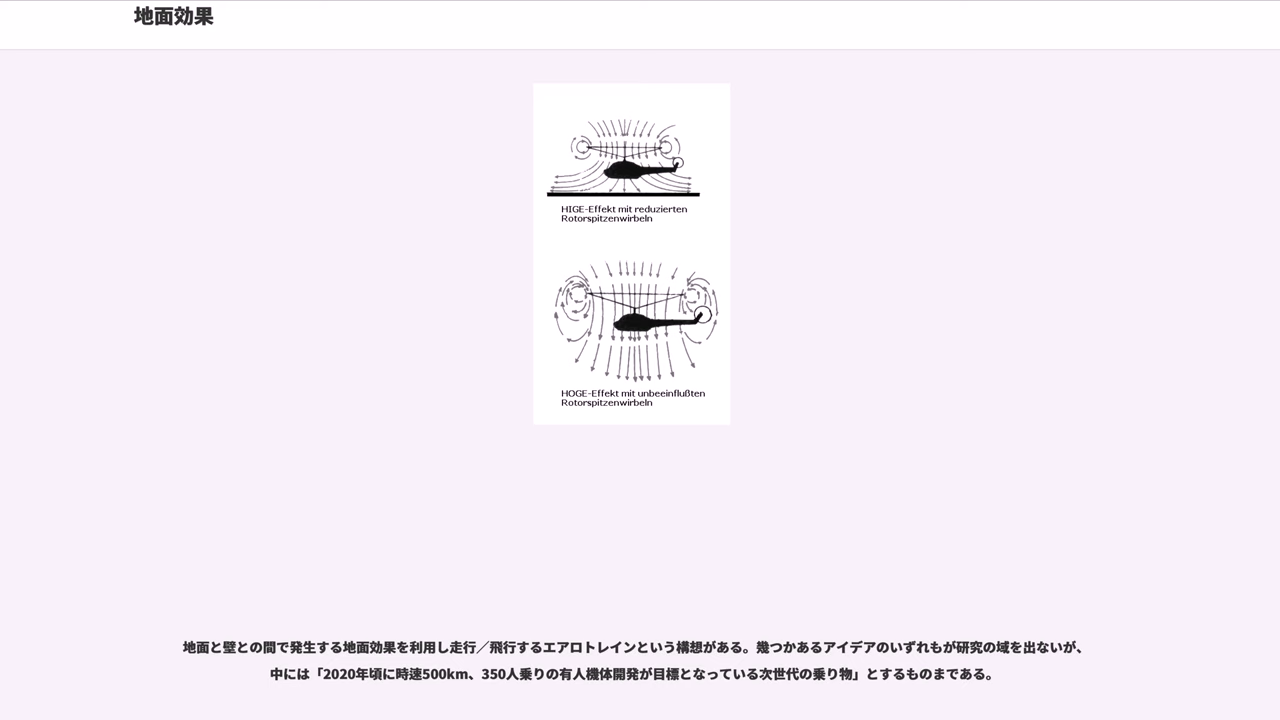 地面効果
HIGE-Effekt mit reduzierten
Rotorspitzenwirbeln
HOGE-Effekt mit unbeeinflußten
Rotorspitzenwirbeln
地面と壁との間で発生する地面効果を利用し走行／飛行するエアロトレインという構想がある。幾つかあるアイデアのいずれもが研究の域を出ないが、
中には「2020年頃に時速500km、350人乗りの有人機体開発が目標となっている次世代の乗り物」とするものまである。